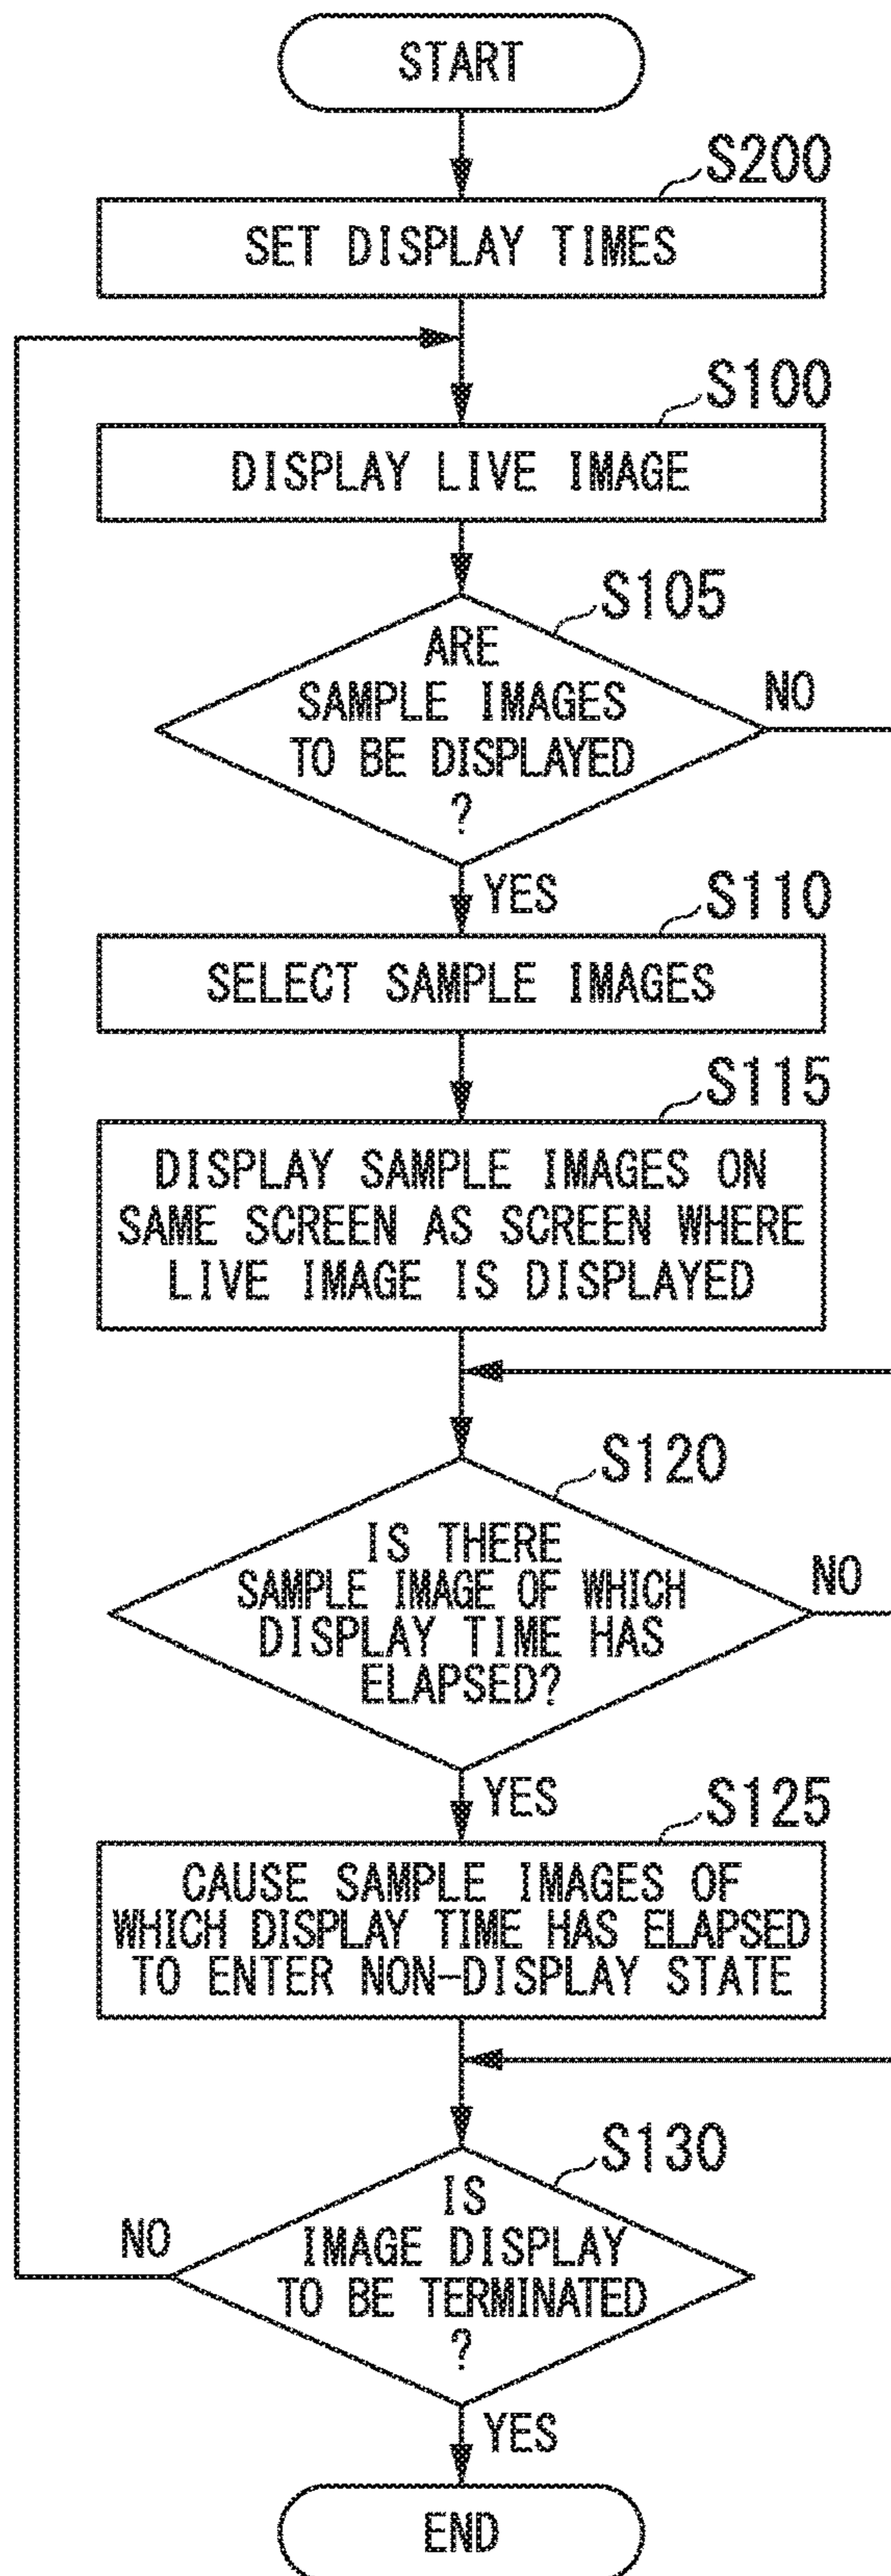 START
S200
SET DISPLAY TIMES
S100
DISPLAY LIVE IMAGE
S105
ARE
SAMPLE IMAGES
TO BE DISPLAYED
?
NO
YES
S110
SELECT SAMPLE IMAGES
S115
DISPLAY SAMPLE IMAGES ON
SAME SCREEN AS SCREEN WHERE
LIVE IMAGE IS DISPLAYED
S120
IS THERE
SAMPLE IMAGE OF WHICH
DISPLAY TIME HAS
ELAPSED?
NO
YES
S125
CAUSE SAMPLE IMAGES OF
WHICH DISPLAY TIME HAS ELAPSED
TO ENTER NON-DISPLAY STATE
S130
IS
IMAGE DISPLAY
TO BE TERMINATED
?
NO
YES
END